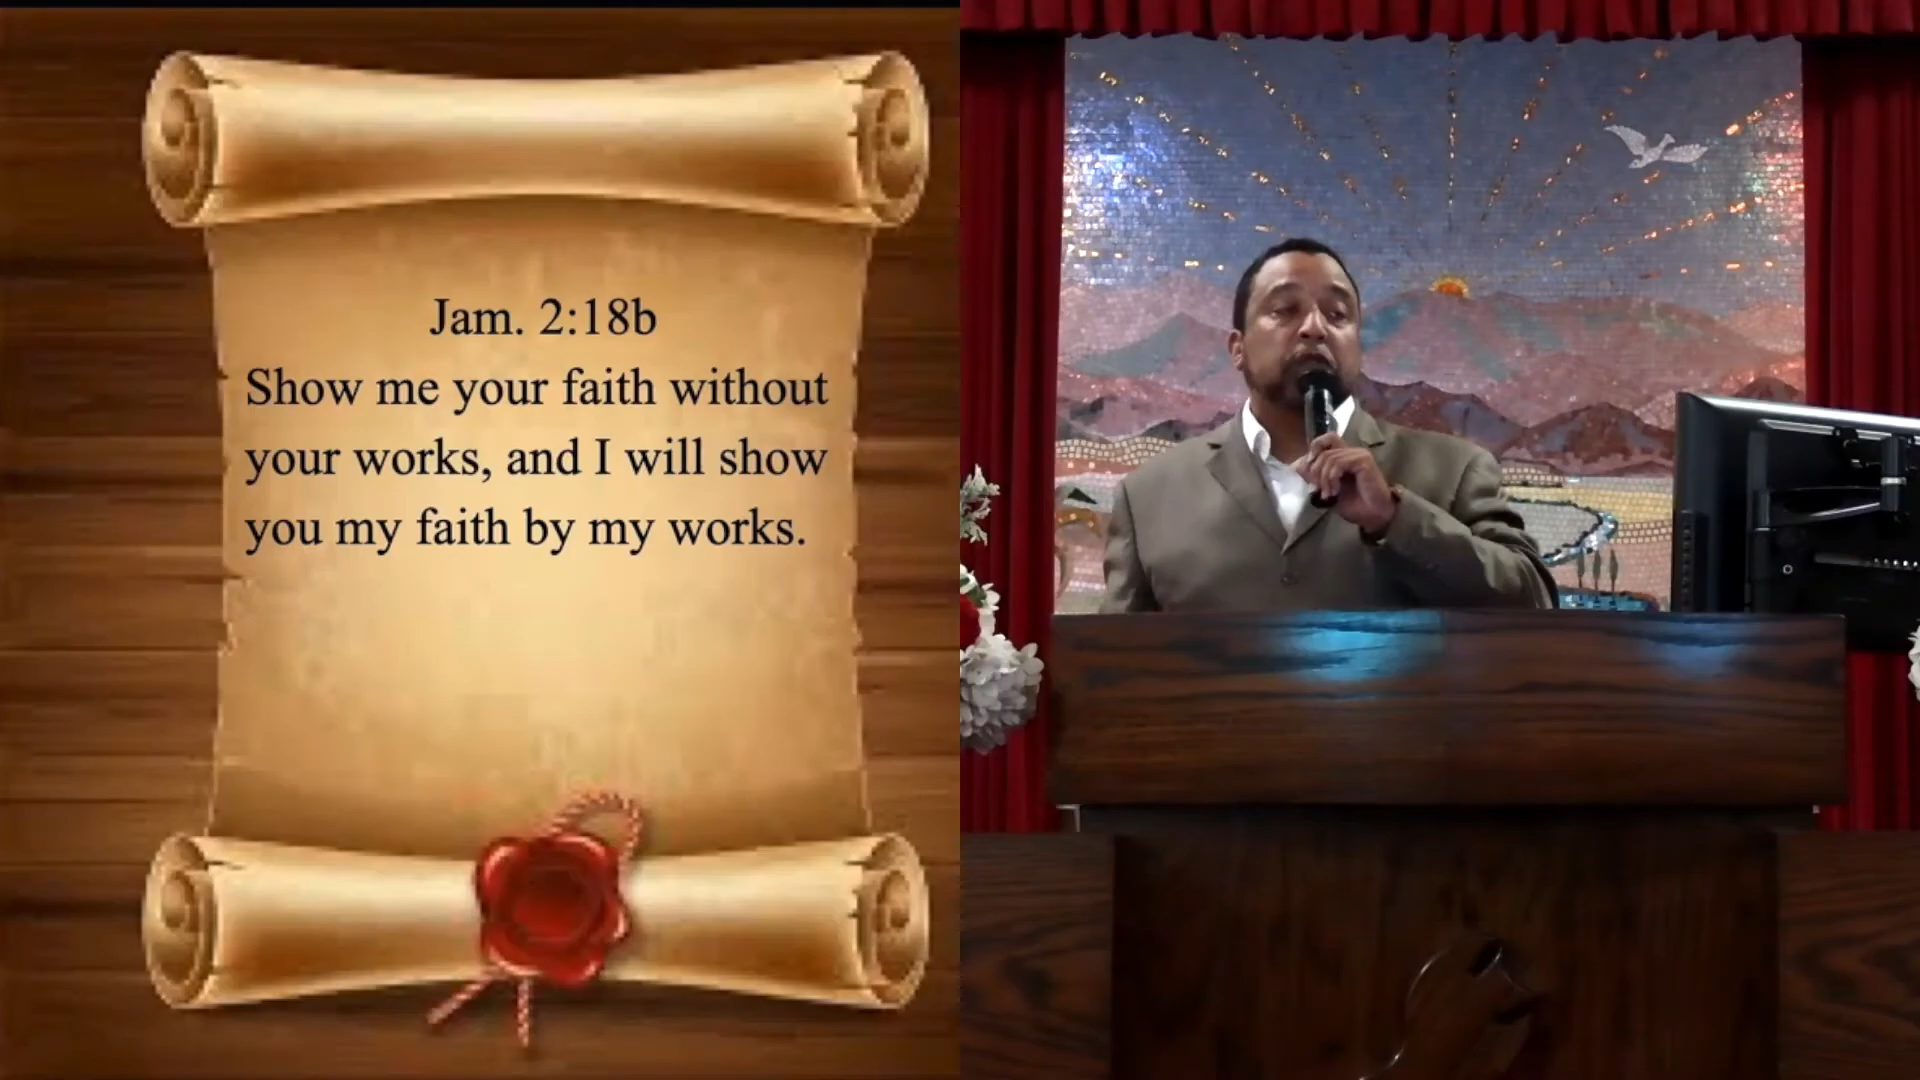 Jam. 2:18b
Show me your faith without
your works, and I will show
you my faith by my works.